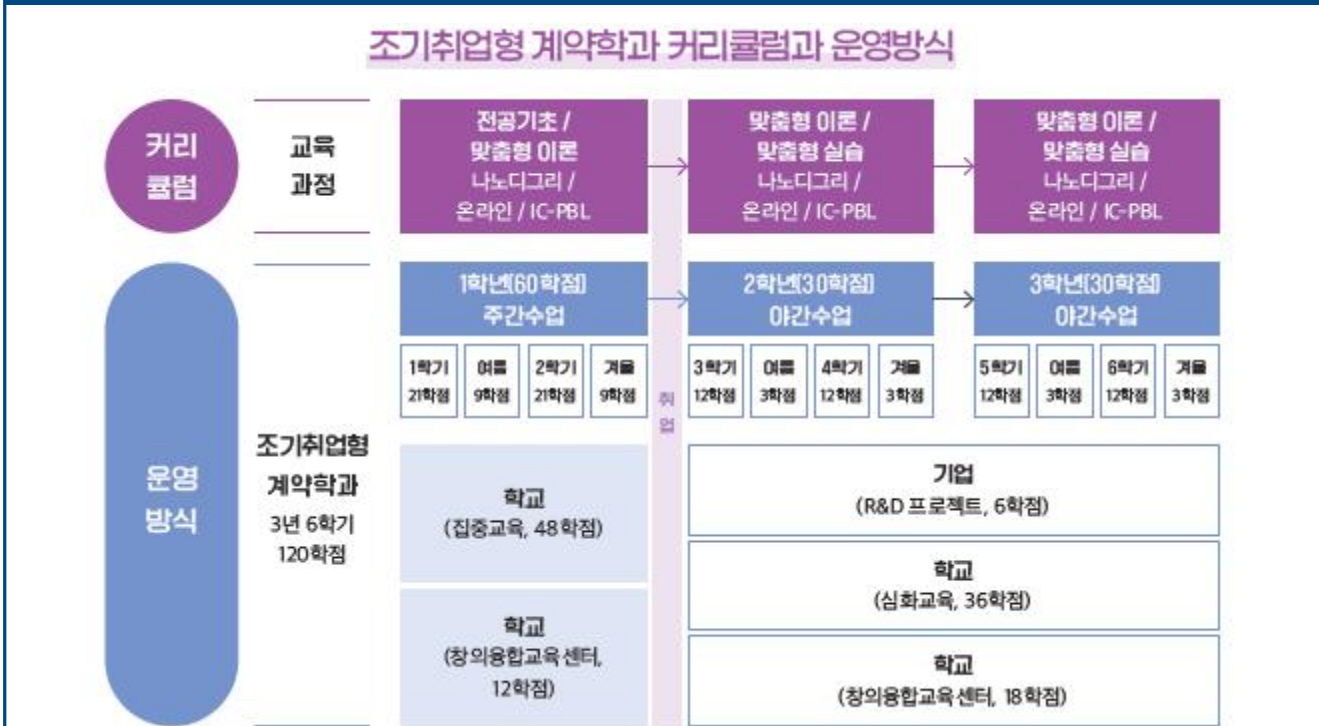 조기취업형 계약학과 커리큘럼과 운영방식
커리
큘럼
교육
과정
전공기초 /
맞춤형 이론
나노디그리 /
온라인 / IC-PBL
맞춤형 이론 /
맞춤형 실습
나노디그리 /
온라인 / IC-PBL
맞춤형 이론 /
맞춤형 실습
나노디그리 /
온라인 / IC-PBL
운영
방식
조기취업형
계약학과
3년 6학기
120학점
1학년(60학점)
주간수업
2학년(30학점)
야간수업
3학년(30학점)
야간수업
1학기
21학점
여름
9학점
2학기
21학점
겨울
9학점
취
업
3학기
12학점
여름
3학점
4학기
12학점
겨울
3학점
5학기
12학점
여름
3학점
6학기
12학점
겨울
3학점
학교
(집중교육, 48학점)
학교
(창의융합교육센터,
12학점)
기업
(R&D 프로젝트, 6학점)
학교
(심화교육, 36학점)
학교
(창의융합교육센터, 18학점)